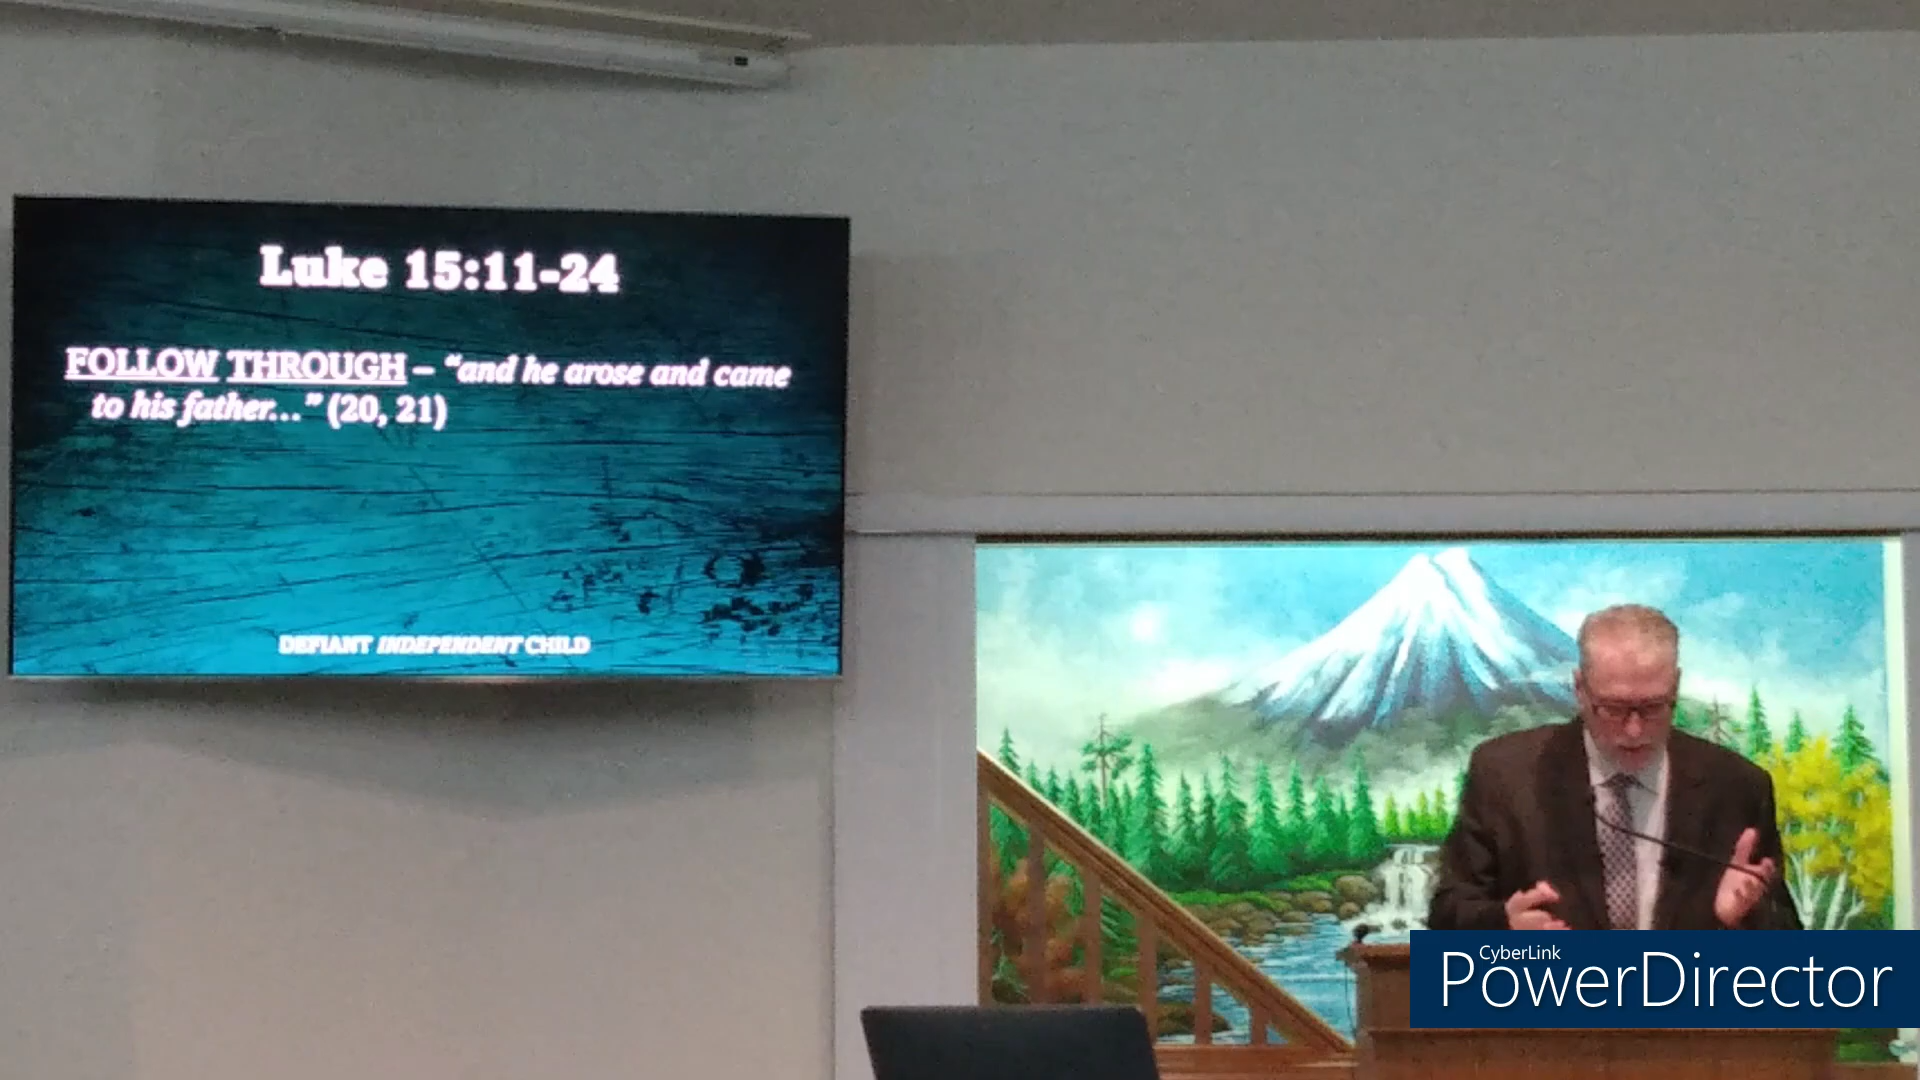 Luke 15:11-24
FOLLOW THROUGH – “and he arose and came
to his father...” (20, 21)
DEFIANT INDEPENDENT CHILD
CyberLink
PowerDirector